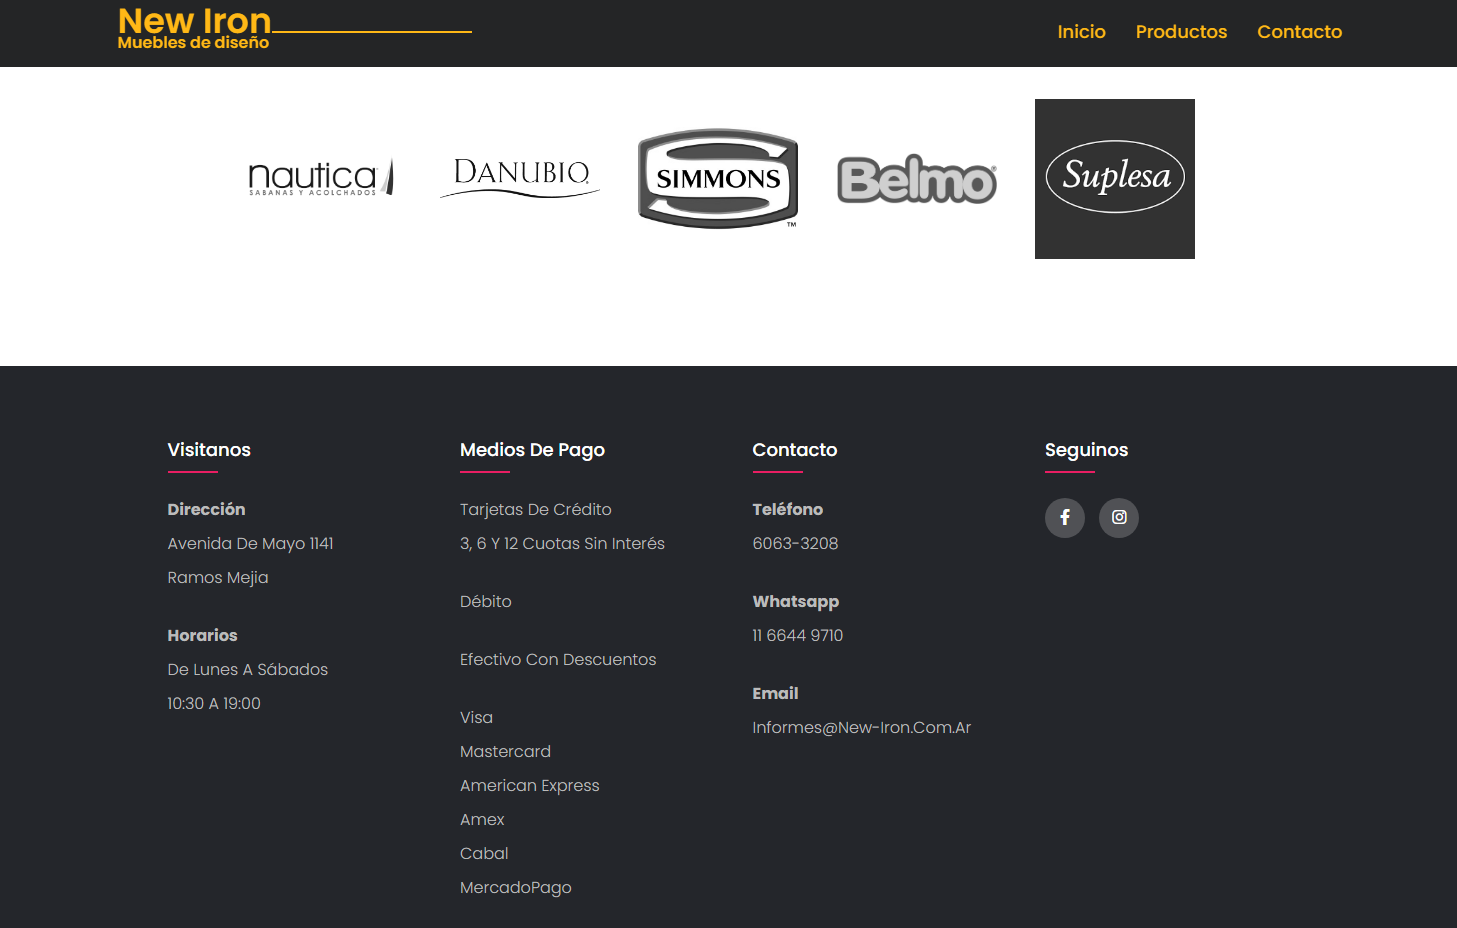 New Iron
Muebles de diseño
Inicio Productos Contacto
nautica
SABANAS Y ACOLCHADOS
DANUBIO
SIMMONS
™
Belmo®
Suplesa
Visitanos
Dirección
Avenida De Mayo 1141
Ramos Mejia
Horarios
De Lunes A Sábados
10:30 A 19:00
Medios De Pago
Tarjetas De Crédito
3, 6 Y 12 Cuotas Sin Interés
Débito
Efectivo Con Descuentos
Visa
Mastercard
American Express
Amex
Cabal
MercadoPago
Contacto
Teléfono
6063-3208
Whatsapp
11 6644 9710
Email
Informes@New-Iron.Com.Ar
Seguinos